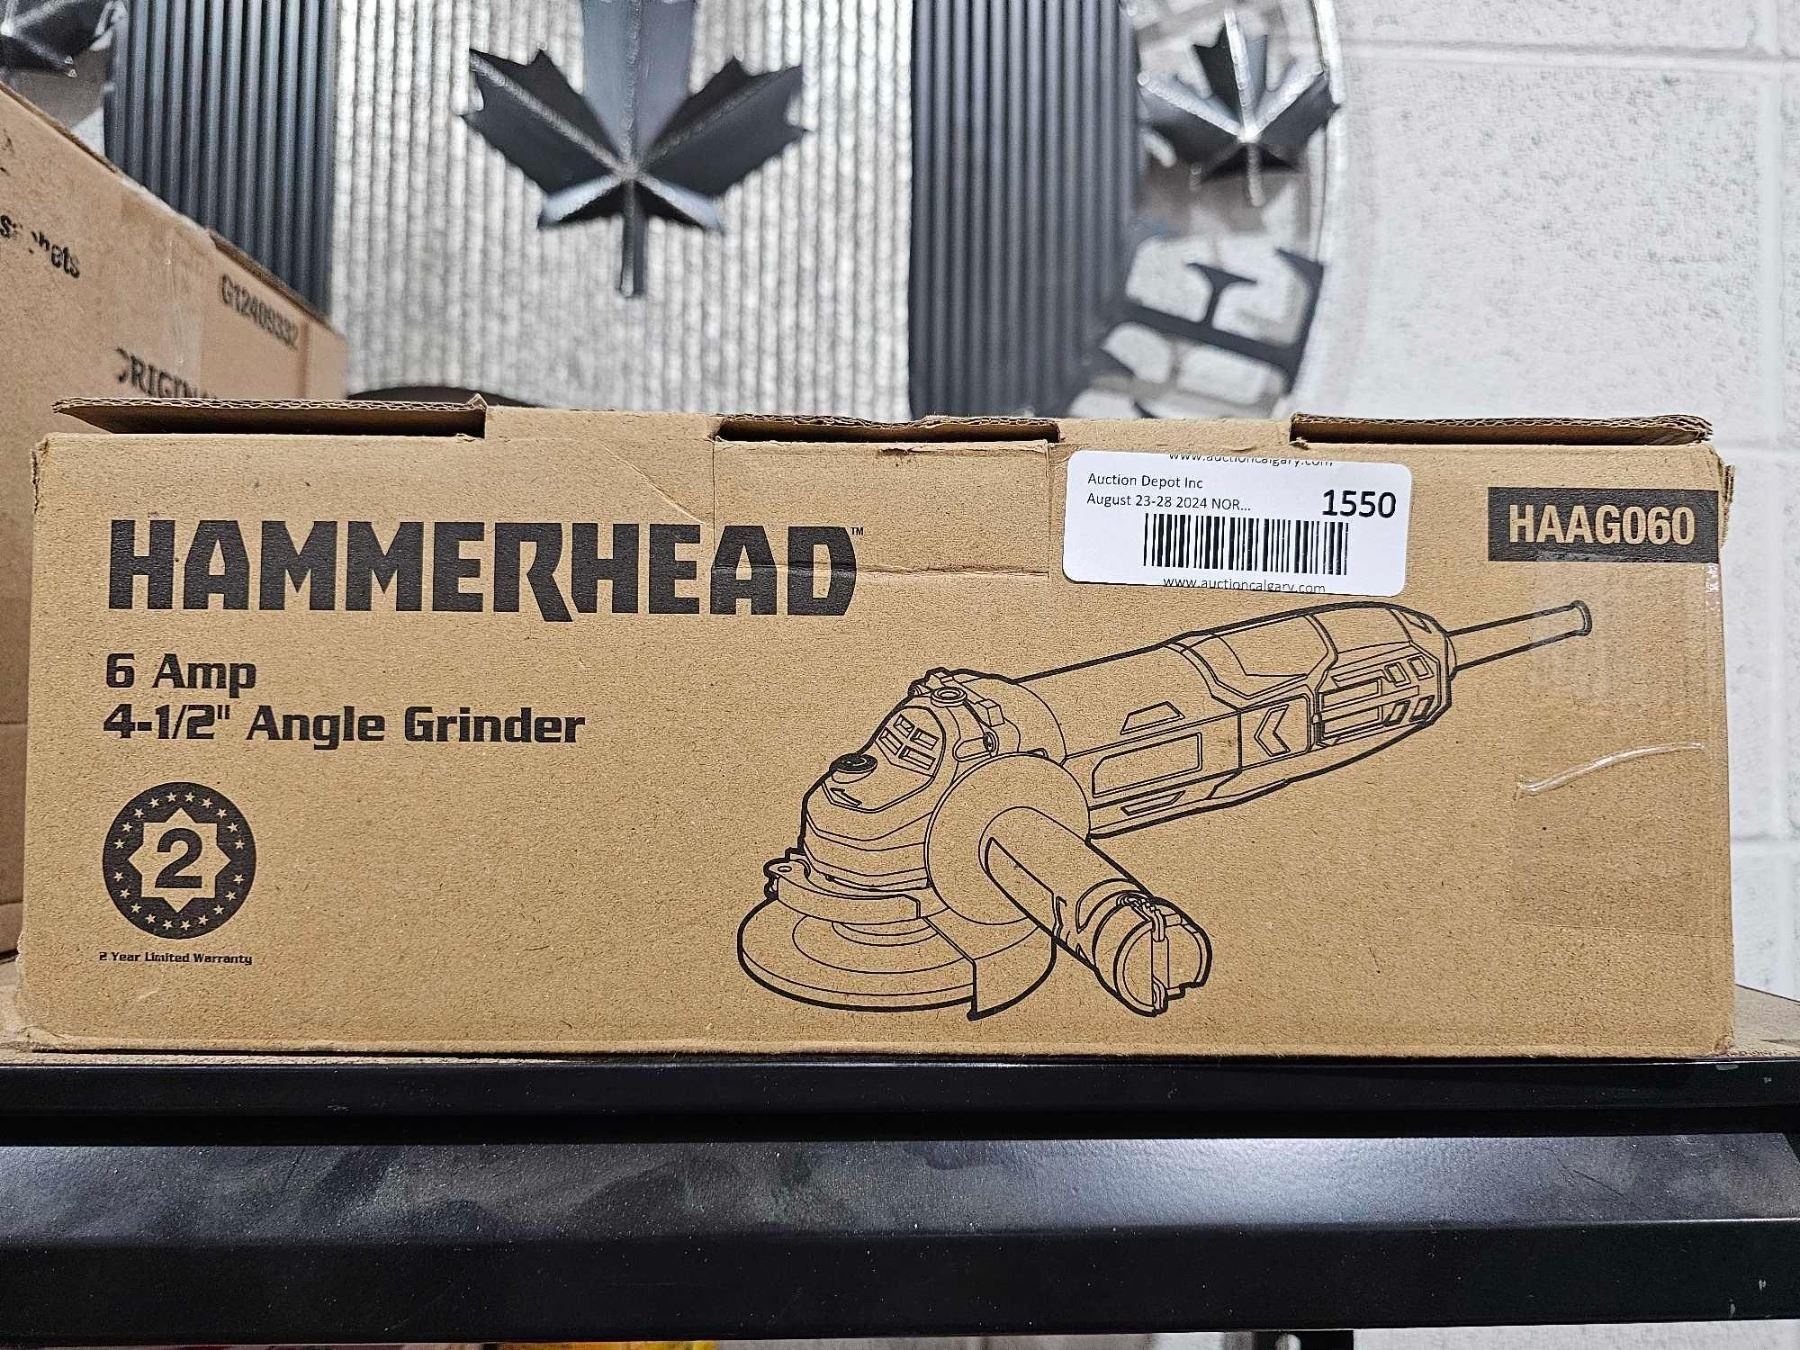 G12409332
HAMMERHEAD™
6 Amp
4-1/2" Angle Grinder
2
2 Year Limited Warranty
www.auctioncalgary.com
Auction Depot Inc
August 23-28 2024 NOR...
1550
www.auctioncalgary.com
HAAG060